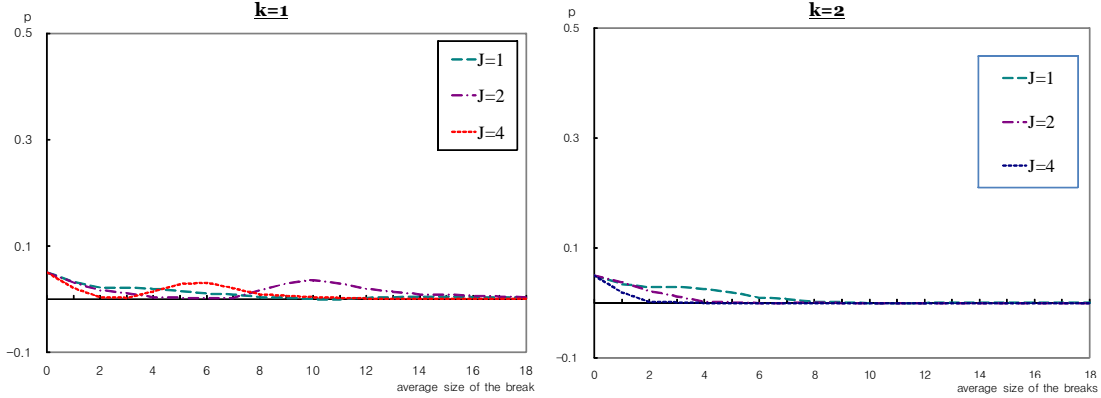 k=1
p
0.5
0.3
0.1
−0.1
J=1
J=2
J=4
0 2 4 6 8 10 12 14 16 18
average size of the break
k=2
p
0.5
0.3
0.1
−0.1
J=1
J=2
J=4
0 2 4 6 8 10 12 14 16 18
average size of the breaks